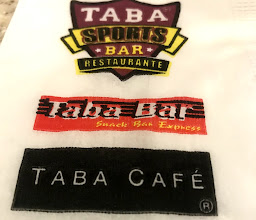 TABA
SPORTS
BAR
RESTAURANTE
Taba Bar
Snack Bar Express
TABA CAFÉ
®